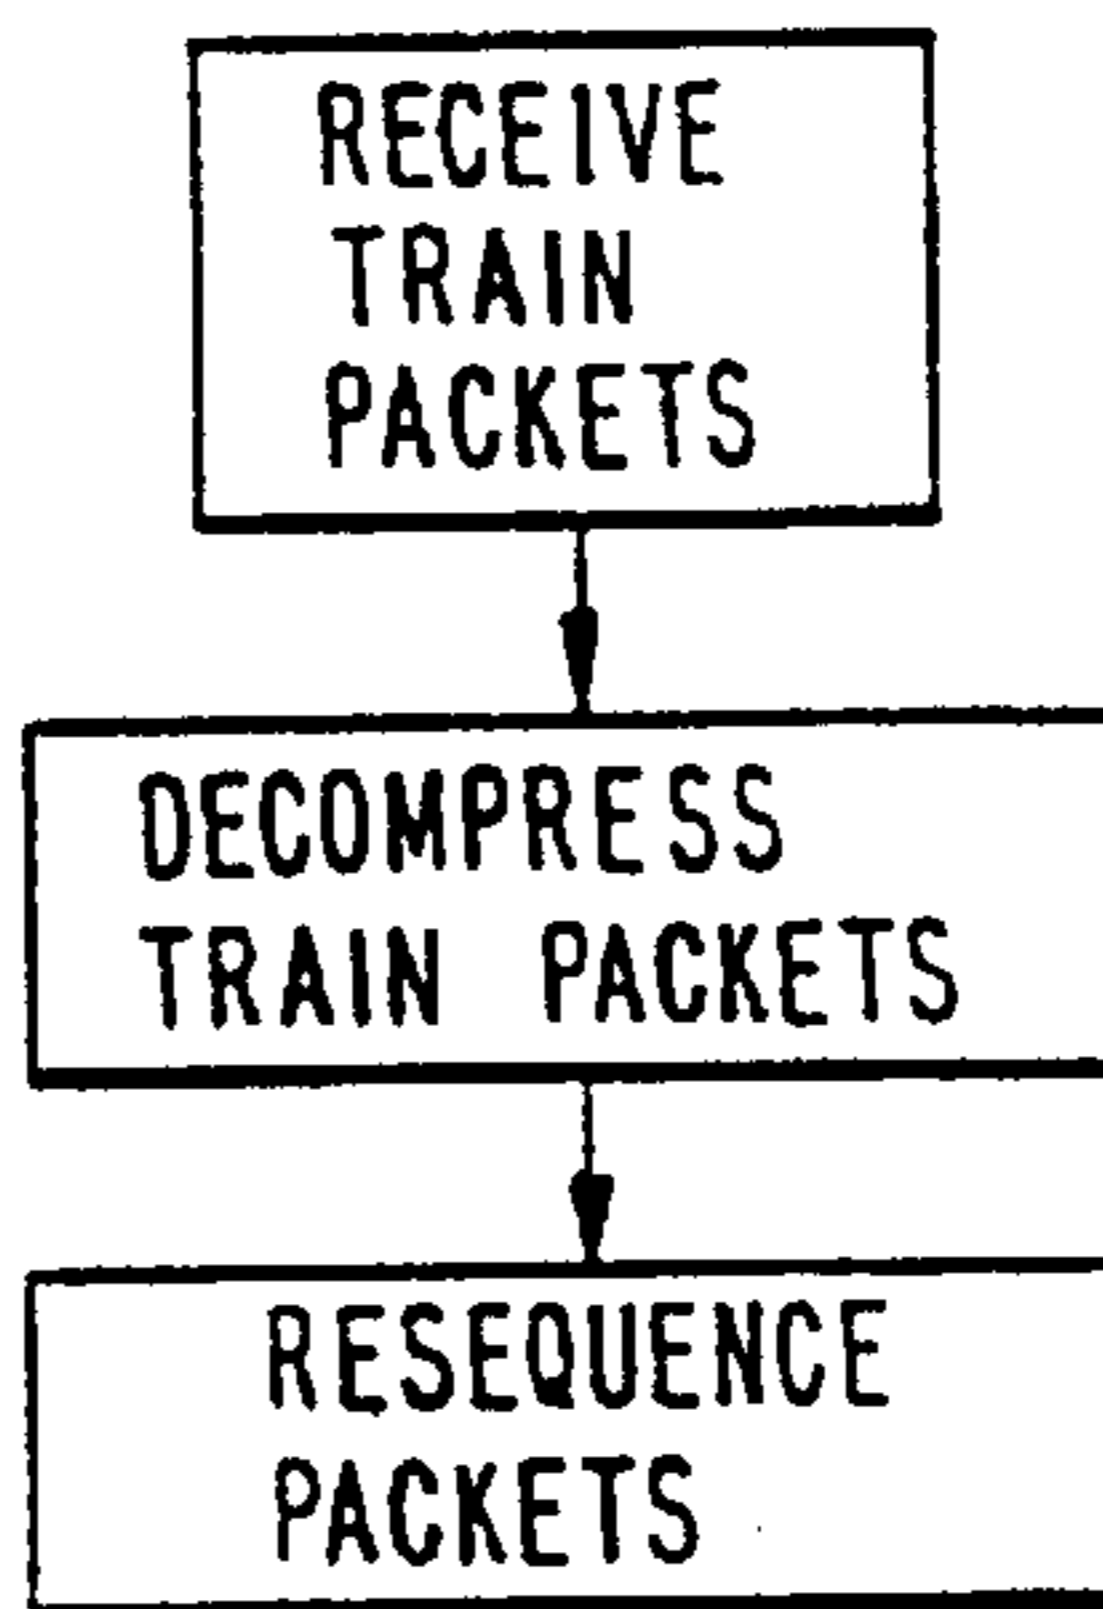 RECEIVE
TRAIN
PACKETS
DECOMPRESS
TRAIN PACKETS
RESEQUENCE
PACKETS